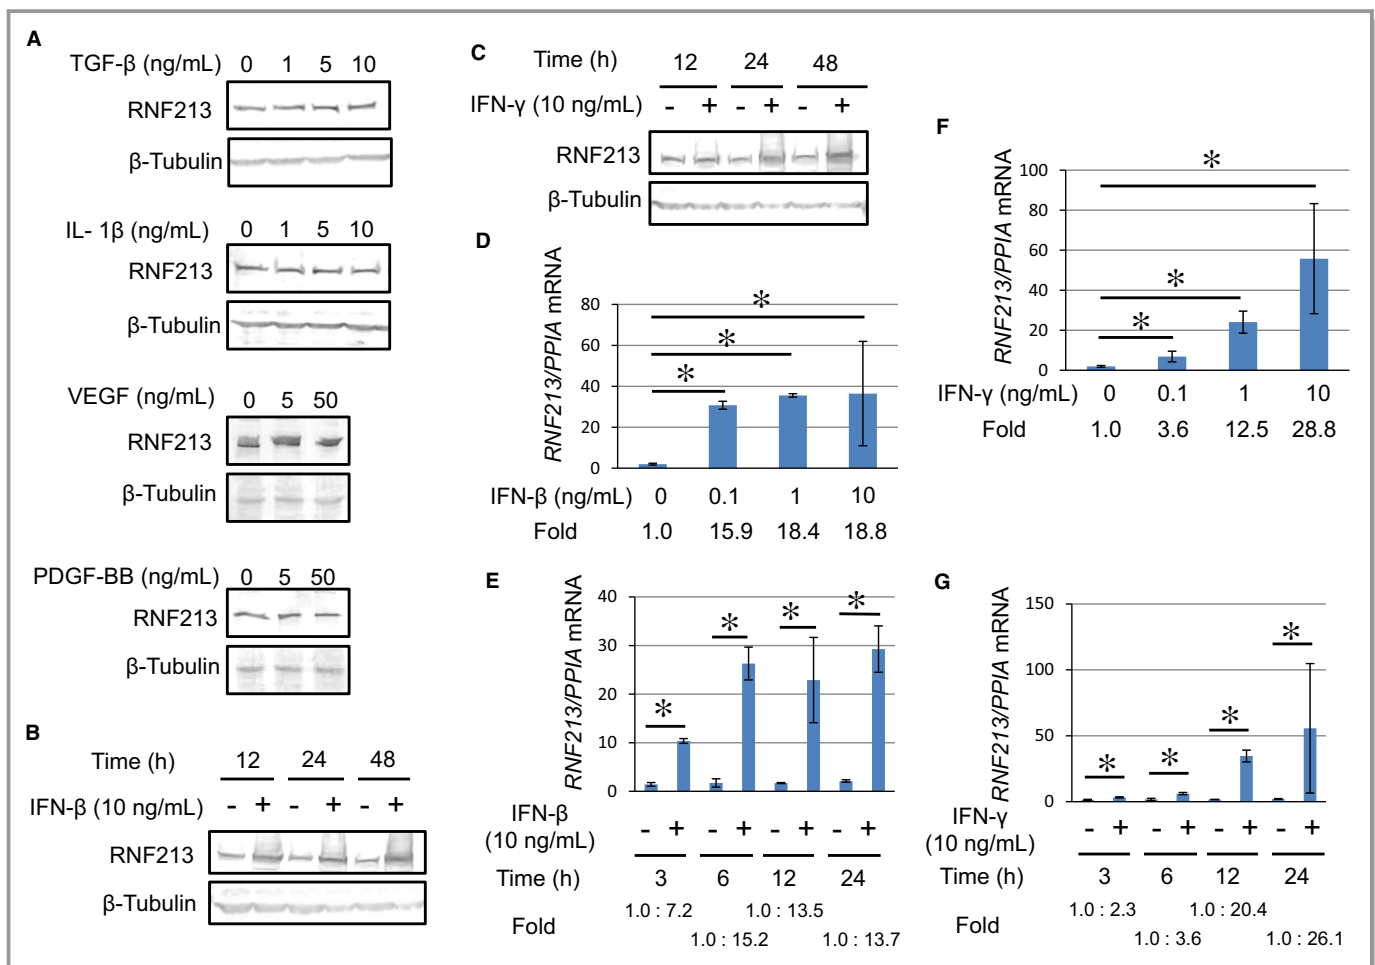 A
TGF-β (ng/mL) 0 1 5 10
RNF213
β-Tubulin
IL- 1β (ng/mL) 0 1 5 10
RNF213
β-Tubulin
VEGF (ng/mL) 0 5 50
RNF213
β-Tubulin
PDGF-BB (ng/mL) 0 5 50
RNF213
β-Tubulin
B
Time (h) 12 24 48
IFN-β (10 ng/mL) - + - + - +
RNF213
β-Tubulin
C
Time (h) 12 24 48
IFN-γ (10 ng/mL) - + - + - +
RNF213
β-Tubulin
D
RNF213/PPIA mRNA
80
60
40
20
0
* * *
IFN-β (ng/mL) 0 0.1 1 10
Fold 1.0 15.9 18.4 18.8
E
RNF213/PPIA mRNA
40
30
20
10
0
* * * *
IFN-β
(10 ng/mL) - + - + - + - +
Time (h) 3 6 12 24
Fold
1.0 : 7.2 1.0 : 13.5
1.0 : 15.2 1.0 : 13.7
F
RNF213/PPIA mRNA
100
80
60
40
20
0
* * *
IFN-γ (ng/mL) 0 0.1 1 10
Fold 1.0 3.6 12.5 28.8
G
RNF213/PPIA mRNA
150
100
50
0
* * * *
IFN-γ
(10 ng/mL) - + - + - + - +
Time (h) 3 6 12 24
Fold
1.0 : 2.3 1.0 : 20.4
1.0 : 3.6 1.0 : 26.1